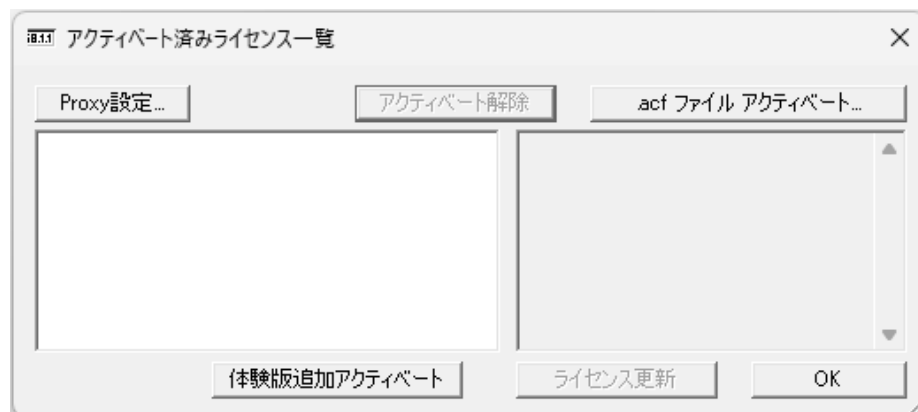 i8.1.1 アクティベート済みライセンス一覧
Proxy設定... アクティベート解除 .acf ファイル アクティベート...
体験版追加アクティベート ライセンス更新 OK